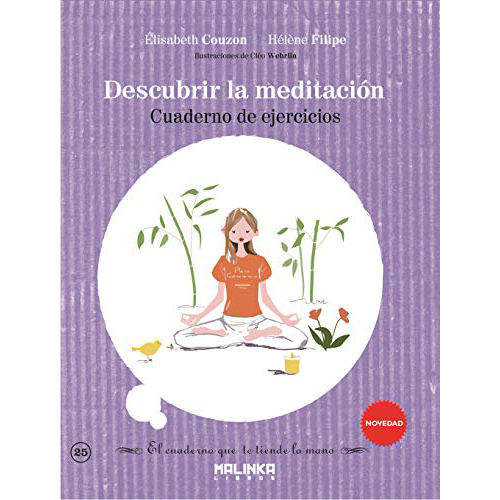 Élisabeth Couzon Hélène Filipe
Ilustraciones de Cléo Wehrlin
Descubrir la meditación
Cuaderno de ejercicios
NOVEDAD
25
El cuaderno que te tiende la mano
MALINKA
LIBROS